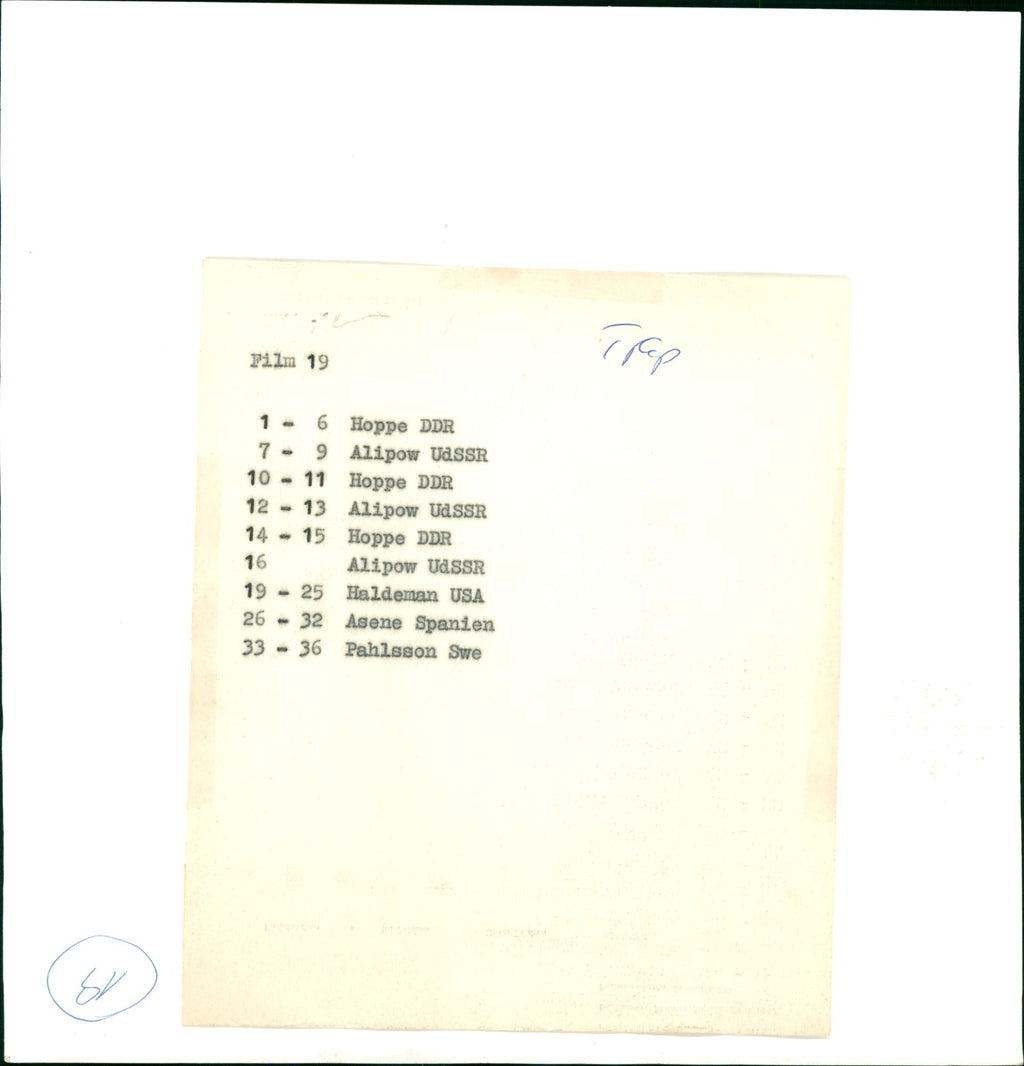 Trap
Film 19
1 - 6 Hoppe DDR
7 - 9 Alipow UdSSR
10 - 11 Hoppe DDR
12 - 13 Alipow UdSSR
14 - 15 Hoppe DDR
16 Alipow UdSSR
19 - 25 Haldeman USA
26 - 32 Asene Spanien
33 - 36 Pahlsson Swe